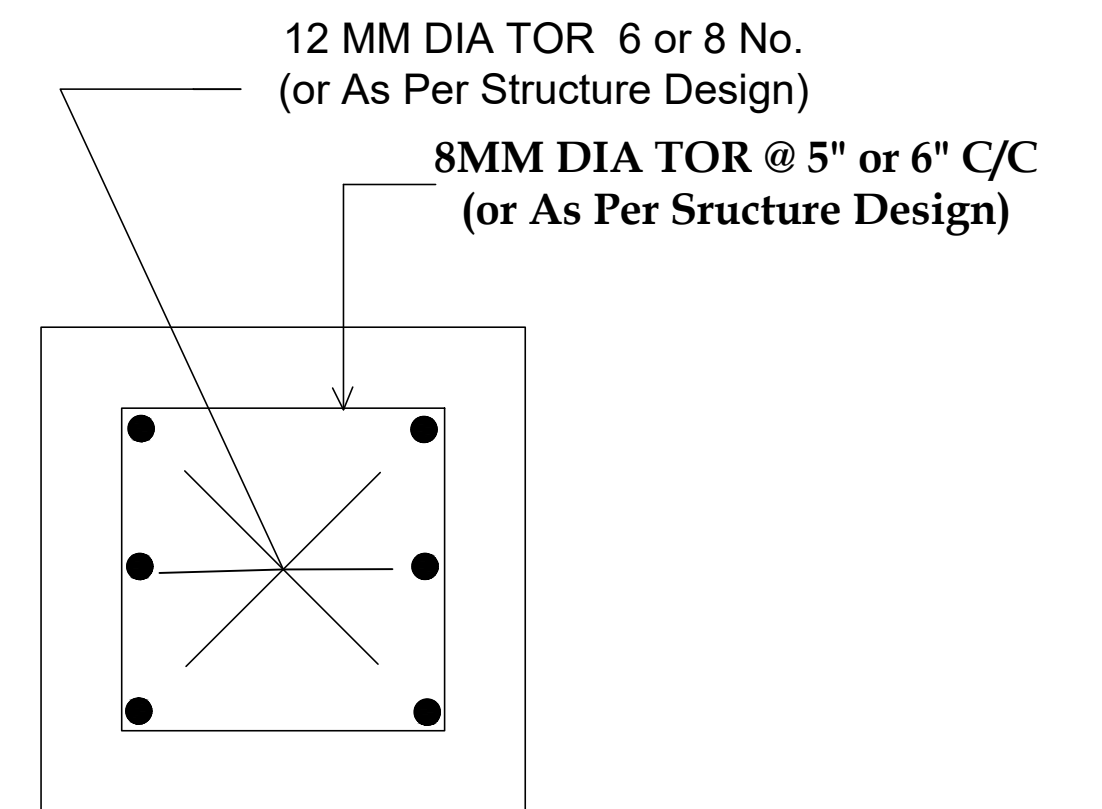 12 MM DIA TOR 6 or 8 No.
(or As Per Structure Design)
8MM DIA TOR @ 5" or 6" C/C
(or As Per Sructure Design)